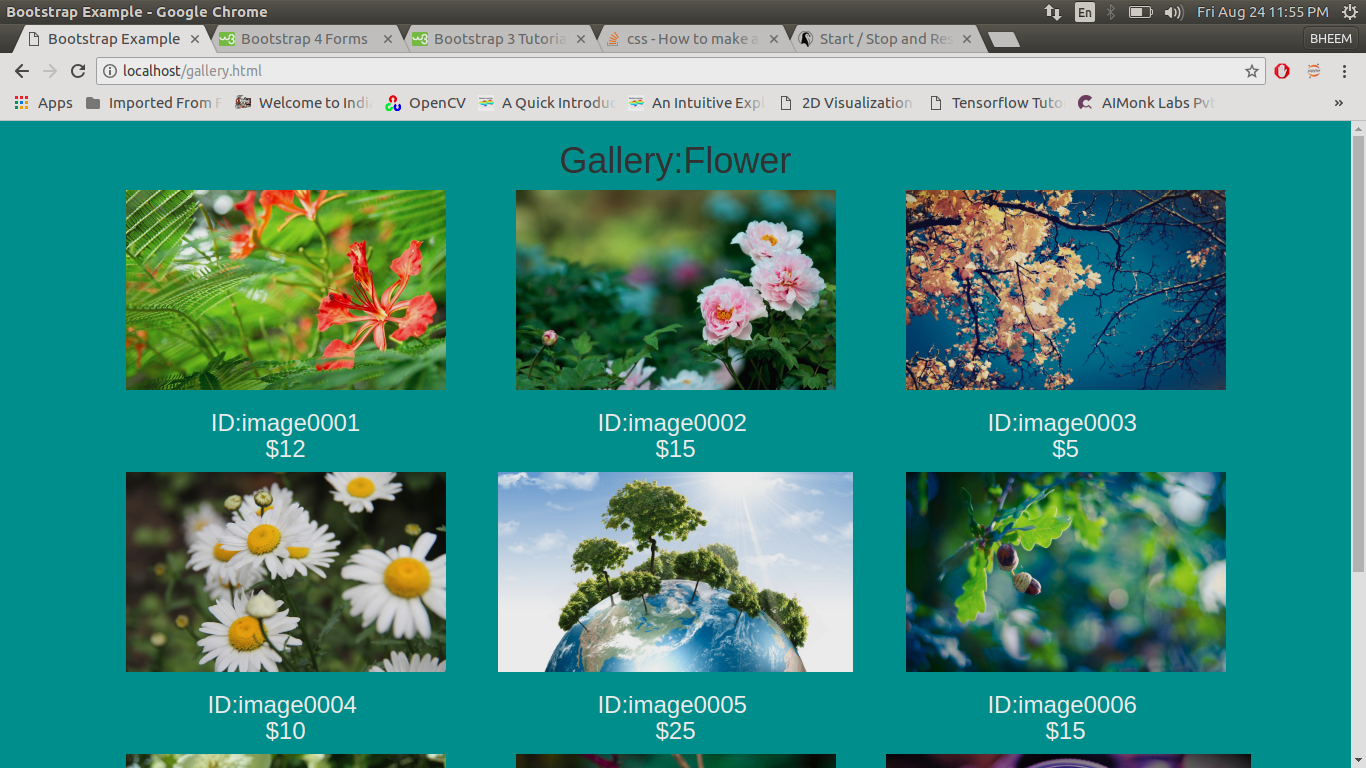 Bootstrap Example - Google Chrome
En
Fri Aug 24 11:55 PM
Bootstrap Example
Bootstrap 4 Forms
Bootstrap 3 Tutoria
css - How to make a
Start / Stop and Res
BHEEM
localhost/gallery.html
Apps
Imported From F
Welcome to Indi
OpenCV
A Quick Introduc
An Intuitive Expl
2D Visualization
Tensorflow Tuto
AIMonk Labs Pvt
»
Gallery:Flower
ID:image0001
$12
ID:image0002
$15
ID:image0003
$5
ID:image0004
$10
ID:image0005
$25
ID:image0006
$15